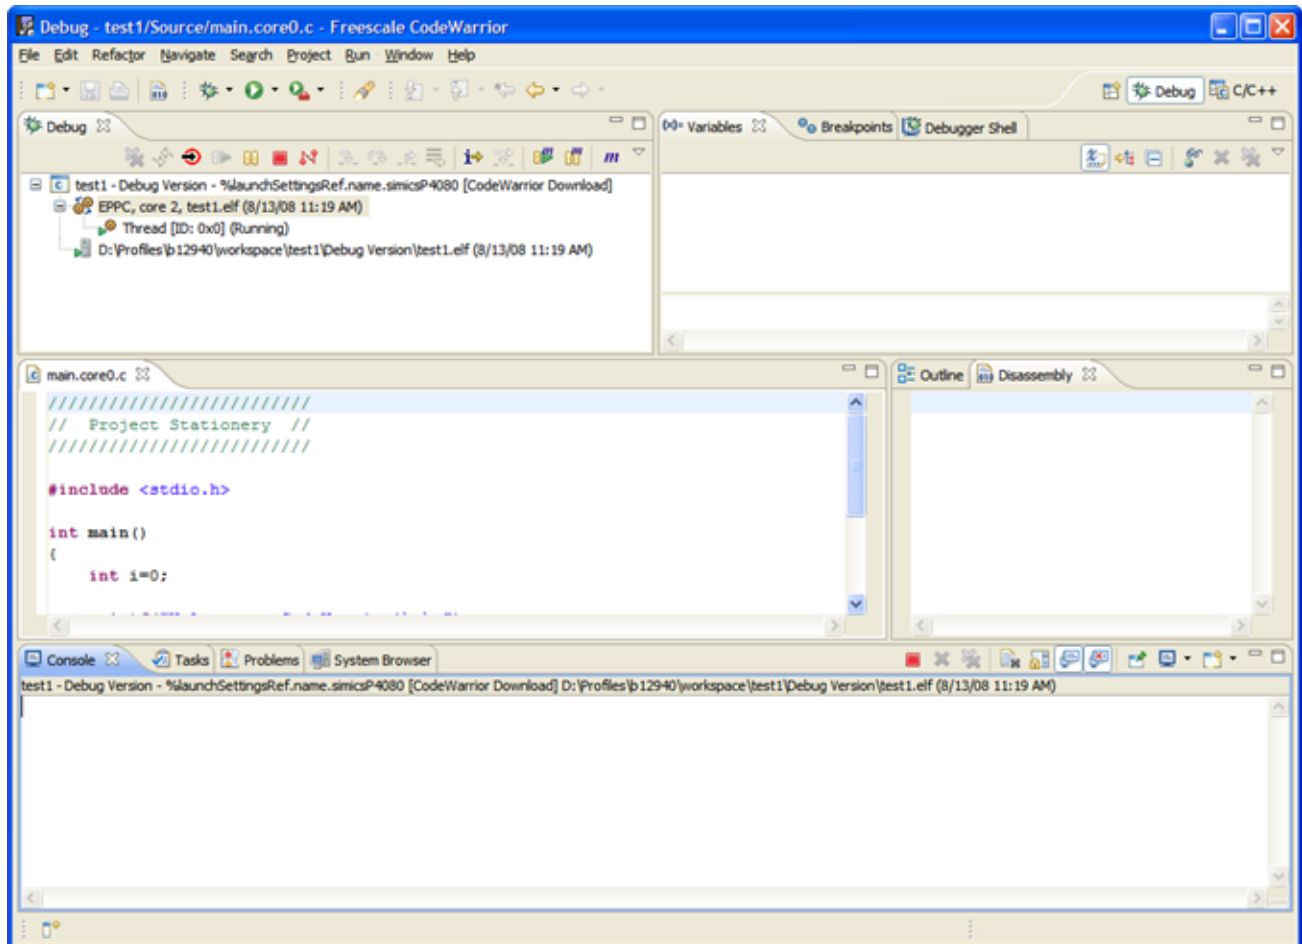 Debug - test1/Source/main.core0.c - Freescale CodeWarrior
File Edit Refactor Navigate Search Project Run Window Help
Debug C/C++
Debug
Variables Breakpoints Debugger Shell
test1 - Debug Version - %launchSettingsRef.name.simicsP4080 [CodeWarrior Download]
EPPC, core 2, test1.elf (8/13/08 11:19 AM)
Thread [ID: 0x0] (Running)
D:\Profiles\b12940\workspace\test1\Debug Version\test1.elf (8/13/08 11:19 AM)
main.core0.c
Outline Disassembly
//////////////////////////
// Project Stationery //
//////////////////////////
#include <stdio.h>
int main()
{
int i=0;
Console Tasks Problems System Browser
test1 - Debug Version - %launchSettingsRef.name.simicsP4080 [CodeWarrior Download] D:\Profiles\b12940\workspace\test1\Debug Version\test1.elf (8/13/08 11:19 AM)